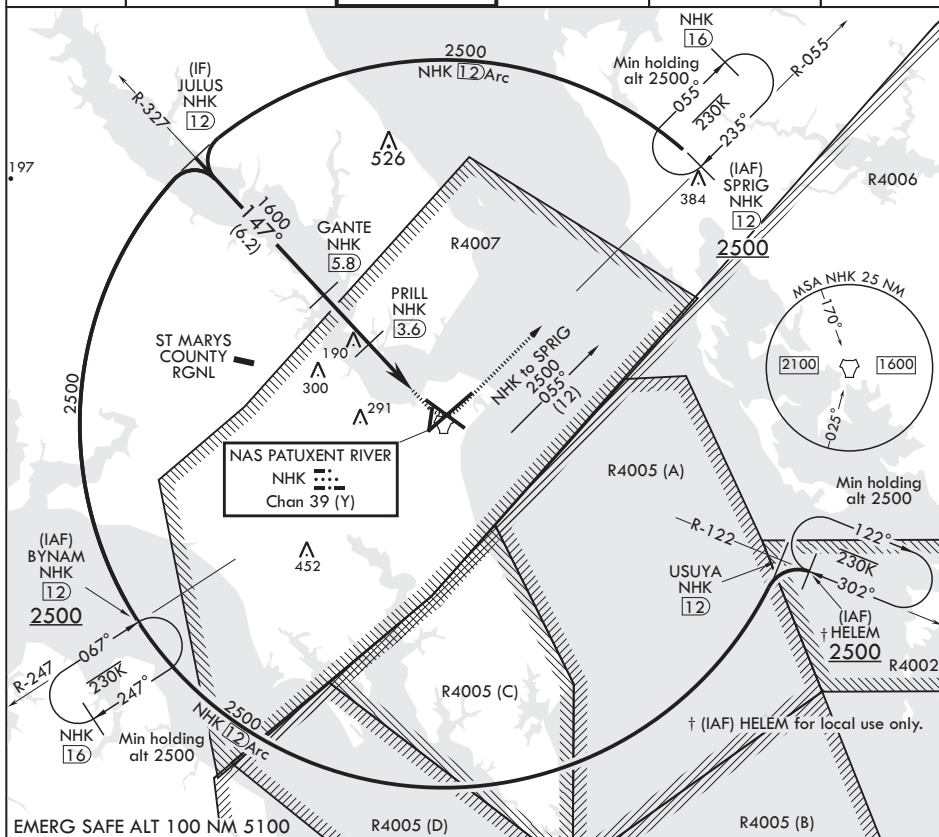 2500
NHK 12 Arc
NHK
16
Min holding
alt 2500
055°
230K
235°
R-055
(IF)
JULUS
NHK
12
R-327
526
197
(IAF)
SPRIG
NHK
12
2500
384
R4006
1600
147°
(6.2)
GANTE
NHK
5.8
R4007
PRILL
NHK
3.6
MSA NHK 25 NM
170°
2100
1600
025°
ST MARYS
COUNTY
RGNL
190
300
291
NHK to SPRIG
2500
055°
(12)
2500
NAS PATUXENT RIVER
NHK
Chan 39 (Y)
R4005 (A)
Min holding
alt 2500
R-122
122°
230K
302°
452
USUYA
NHK
12
(IAF)
† HELEM
2500
R4002
(IAF)
BYNAM
NHK
12
2500
R-247
067°
230K
247°
NHK
16
Min holding
alt 2500
2500
NHK 12 Arc
R4005 (C)
† (IAF) HELEM for local use only.
EMERG SAFE ALT 100 NM 5100
R4005 (D)
R4005 (B)